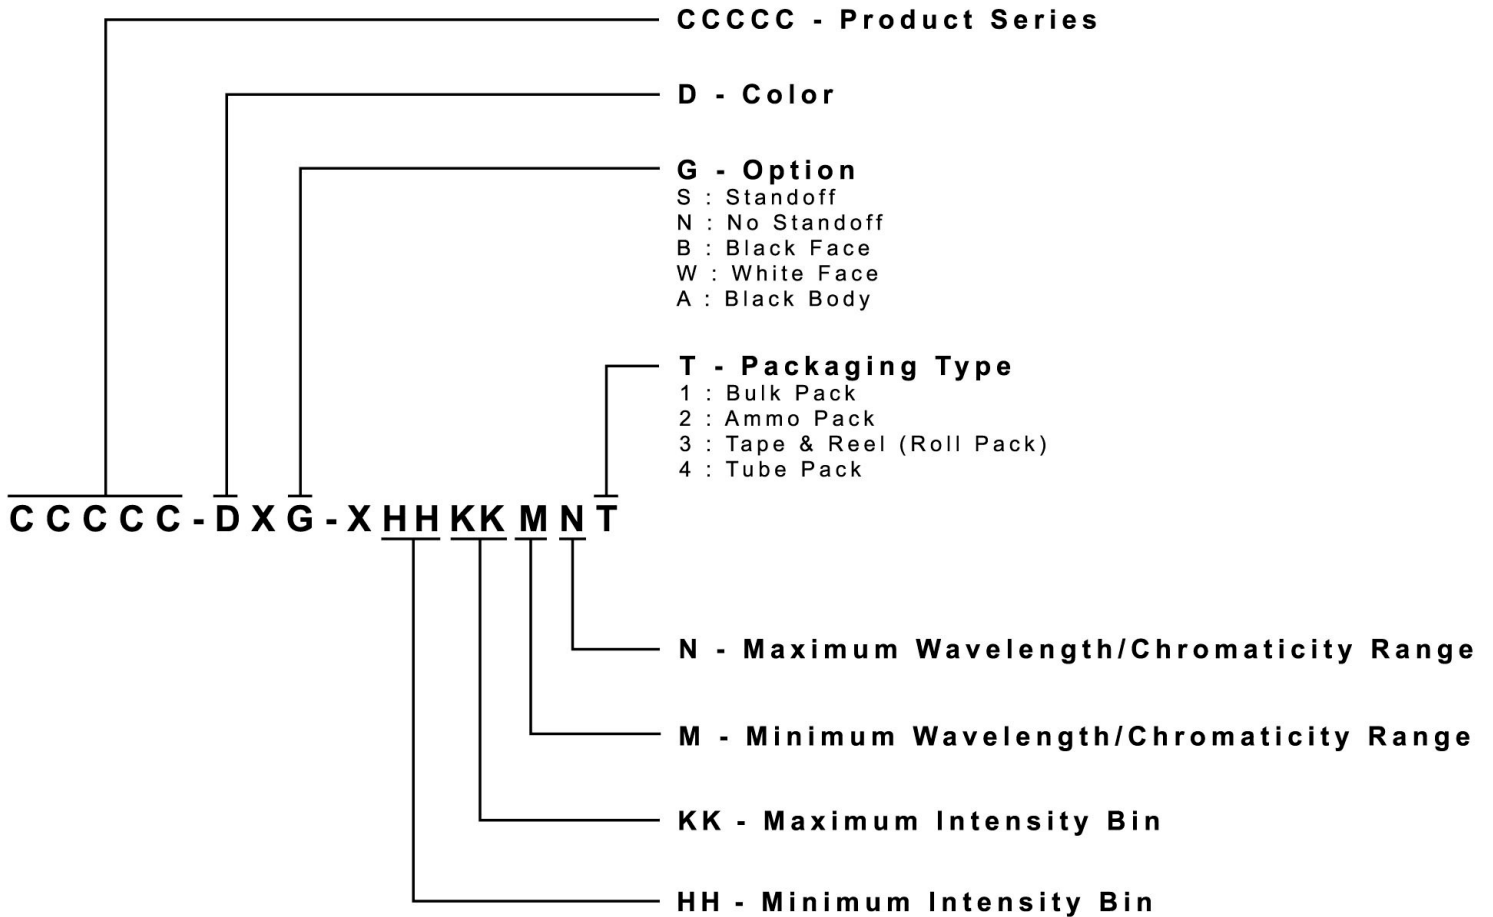 CCCCC - Product Series
D - Color
G - Option
S : Standoff
N : No Standoff
B : Black Face
W : White Face
A : Black Body
T - Packaging Type
1 : Bulk Pack
2 : Ammo Pack
3 : Tape & Reel (Roll Pack)
4 : Tube Pack
CCCCC-DXG-XHHKKMNT
N - Maximum Wavelength/Chromaticity Range
M - Minimum Wavelength/Chromaticity Range
KK - Maximum Intensity Bin
HH - Minimum Intensity Bin